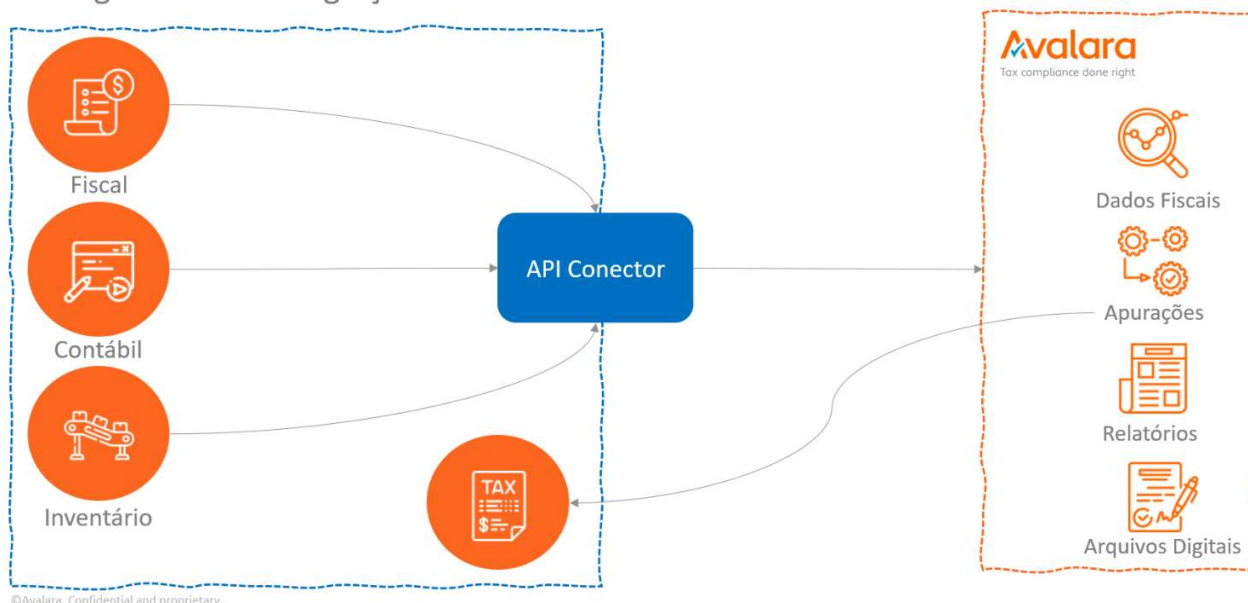 Fiscal
Contábil
Inventário
API Conector
TAX
$
Avalara
Tax compliance done right
Dados Fiscais
Apurações
Relatórios
Arquivos Digitais
©Avalara. Confidential and proprietary.